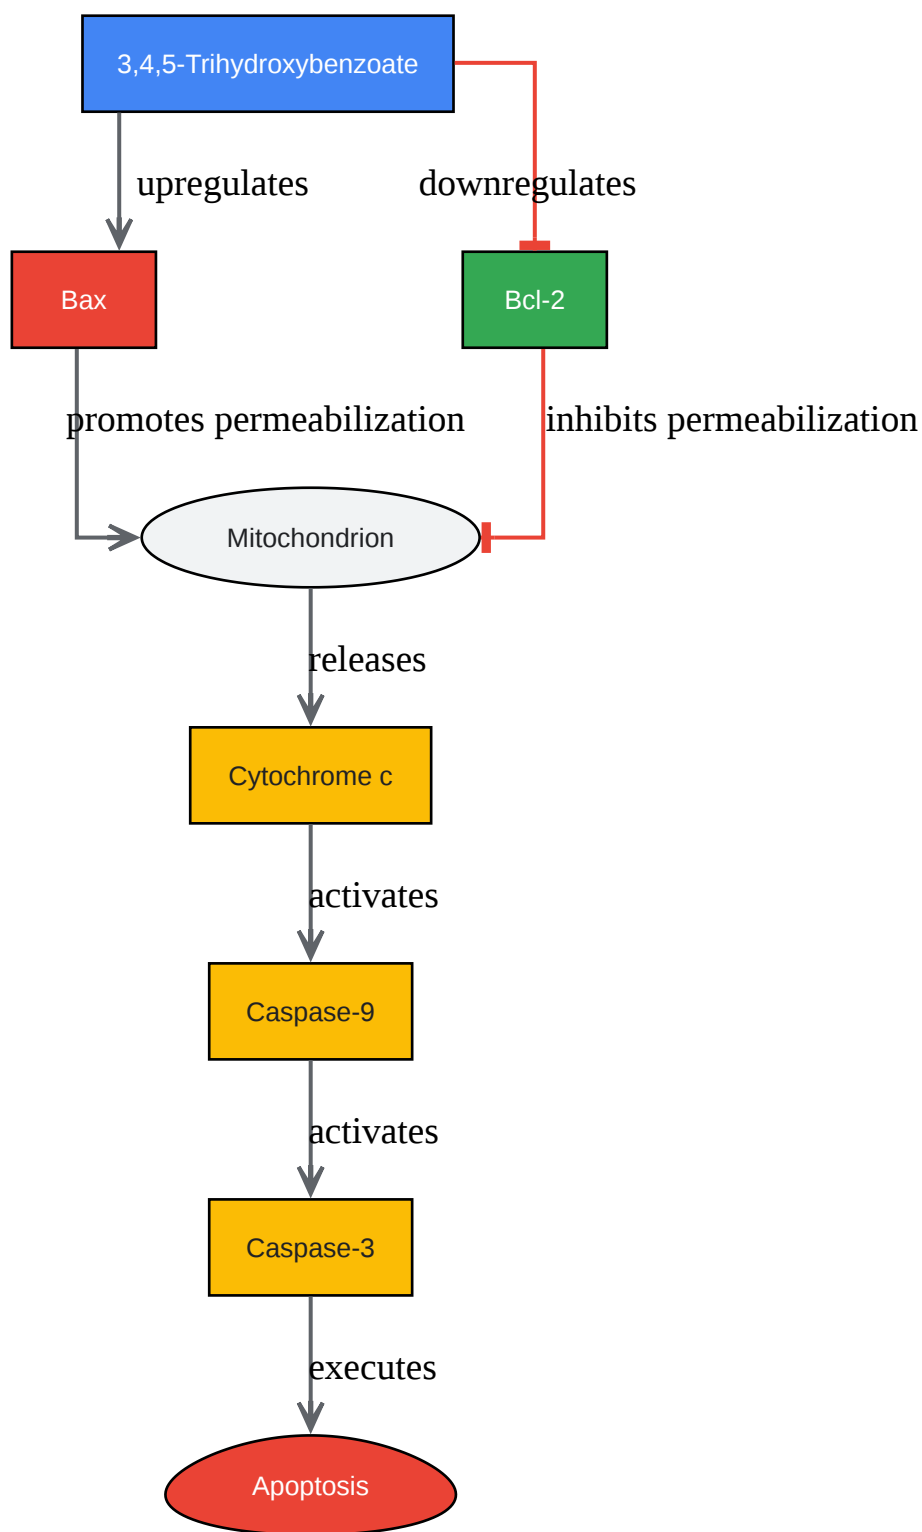 3,4,5-Trihydroxybenzoate
upregulates
downregulates
Bax
Bcl-2
promotes permeabilization
inhibits permeabilization
Mitochondrion
releases
Cytochrome c
activates
Caspase-9
activates
Caspase-3
executes
Apoptosis